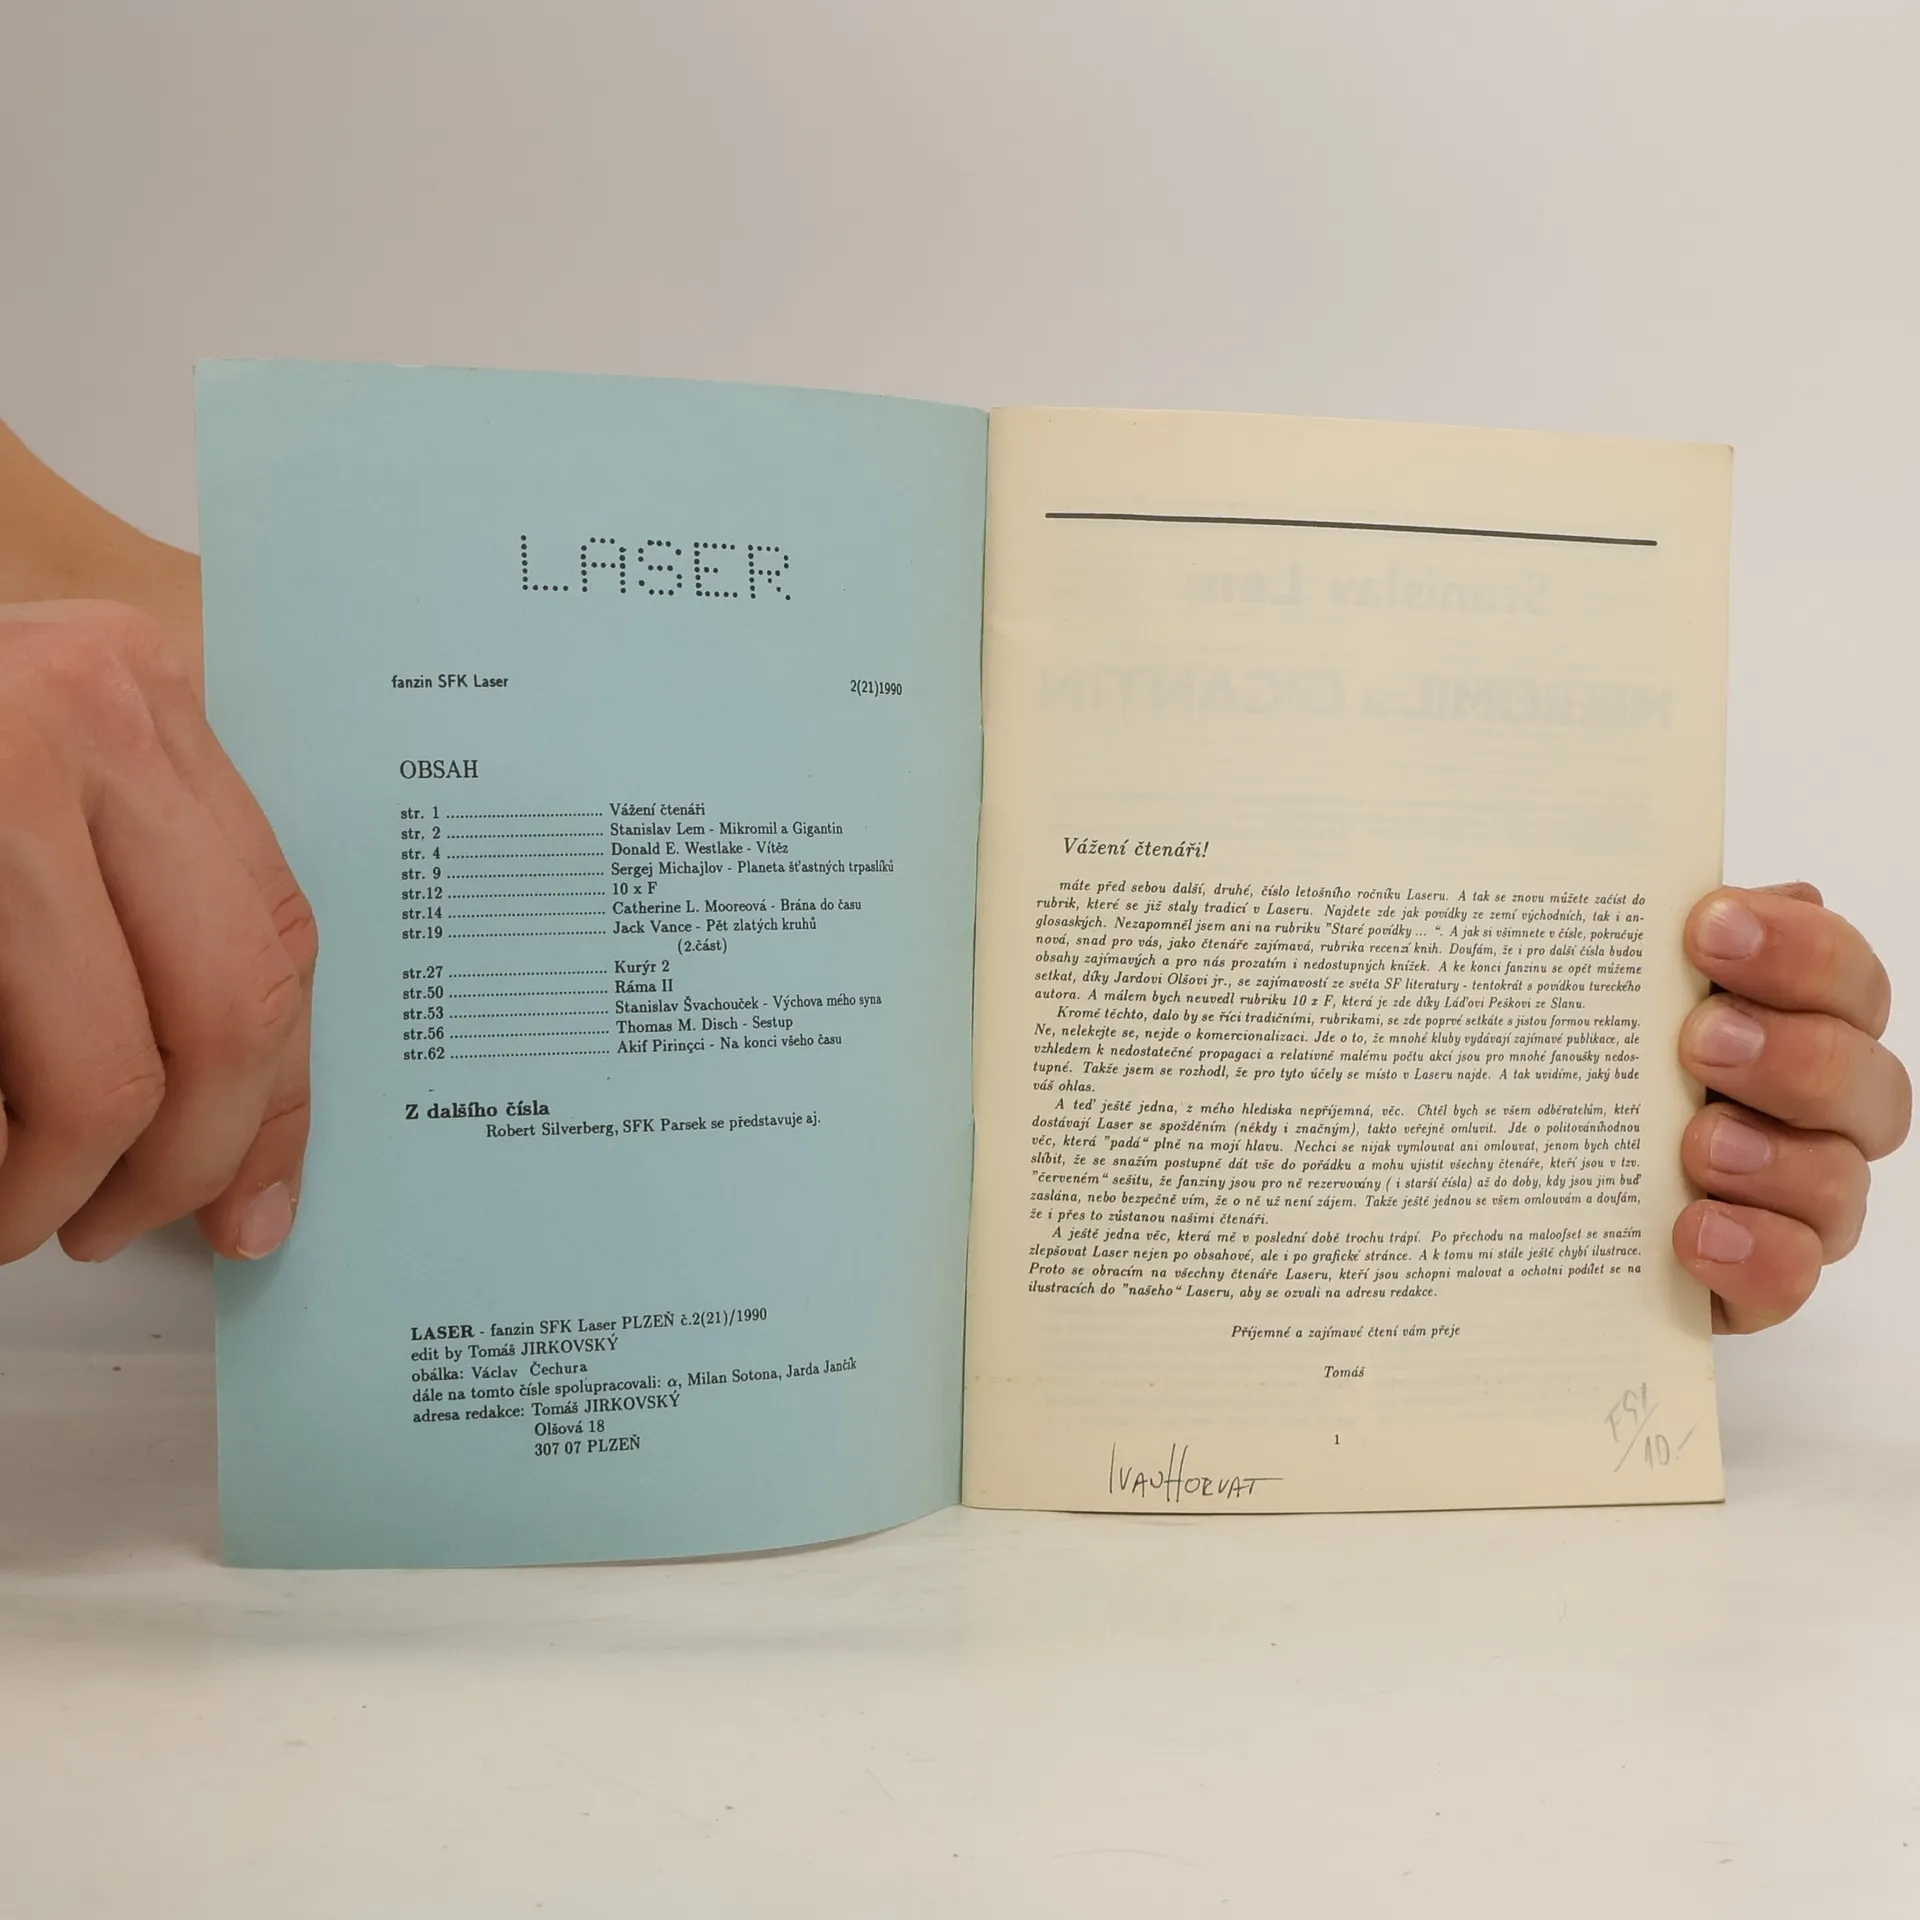 LASER
fanzin SFK Laser 2(21)1990
OBSAH
str. 1 ............................... Vážení čtenáři
str, 2 ............................... Stanislav Lem - Mikromil a Gigantin
str. 4 ............................... Donald E. Westlake - Vítěz
str. 9 ............................... Sergej Michajlov - Planeta šťastných trpaslíků
str.12 ............................... 10 x F
str.14 ............................... Catherine L. Mooreová - Brána do času
str.19 ............................... Jack Vance - Pět zlatých kruhů
(2.část)
str.27 ............................... Kurýr 2
str.50 ............................... Ráma II
str.53 ............................... Stanislav Švachouček - Výchova mého syna
str.56 ............................... Thomas M. Disch - Sestup
str.62 ............................... Akif Pirinçci - Na konci všeho času
Z dalšího čísla
Robert Silverberg, SFK Parsek se představuje aj.
LASER - fanzin SFK Laser PLZEŇ č.2(21)/1990
edit by Tomáš JIRKOVSKÝ
obálka: Václav Čechura
dále na tomto čísle spolupracovali: α, Milan Sotona, Jarda Jančík
adresa redakce: Tomáš JIRKOVSKÝ
Olšová 18
307 07 PLZEŇ
Vážení čtenáři!
máte před sebou další, druhé, číslo letošního ročníku Laseru. A tak se znovu můžete začíst do
rubrik, které se již staly tradicí v Laseru. Najdete zde jak povídky ze zemí východních, tak i an-
glosaských. Nezapomněl jsem ani na rubriku "Staré povídky ... “. A jak si všimnete v čísle, pokračuje
nová, snad pro vás, jako čtenáře zajímavá, rubrika recenzí knih. Doufám, že i pro další čísla budou
obsahy zajímavých a pro nás prozatím i nedostupných knížek. A ke konci fanzinu se opět můžeme
setkat, díky Jardovi Olšovi jr., se zajímavostí ze světa SF literatury - tentokrát s povídkou tureckého
autora. A málem bych neuvedl rubriku 10 x F, která je zde díky Láďovi Peškovi ze Slanu.
Kromě těchto, dalo by se říci tradičními, rubrikami, se zde poprvé setkáte s jistou formou reklamy.
Ne, nelekejte se, nejde o komercionalizaci. Jde o to, že mnohé kluby vydávají zajímavé publikace, ale
vzhledem k nedostatečné propagaci a relativně malému počtu akcí jsou pro mnohé fanoušky nedos-
tupné. Takže jsem se rozhodl, že pro tyto účely se místo v Laseru najde. A tak uvidíme, jaký bude
váš ohlas.
A teď ještě jedna, z mého hlediska nepříjemná, věc. Chtěl bych se všem odběratelům, kteří
dostávají Laser se spožděním (někdy i značným), takto veřejně omluvit. Jde o politováníhodnou
věc, která "padá“ plně na mojí hlavu. Nechci se nijak vymlouvat ani omlouvat, jenom bych chtěl
slíbit, že se snažím postupně dát vše do pořádku a mohu ujistit všechny čtenáře, kteří jsou v tzv.
"červeném“ sešitu, že fanziny jsou pro ně rezervovány ( i starší čísla) až do doby, kdy jsou jim buď
zaslána, nebo bezpečně vím, že o ně už není zájem. Takže ještě jednou se všem omlouvám a doufám,
že i přes to zůstanou našimi čtenáři.
A ještě jedna věc, která mě v poslední době trochu trápí. Po přechodu na maloofset se snažím
zlepšovat Laser nejen po obsahové, ale i po grafické stránce. A k tomu mi stále ještě chybí ilustrace.
Proto se obracím na všechny čtenáře Laseru, kteří jsou schopni malovat a ochotni podílet se na
ilustracích do "našeho“ Laseru, aby se ozvali na adresu redakce.
Příjemné a zajímavé čtení vám přeje
Tomáš
1
IVAN HORVAT
10.-